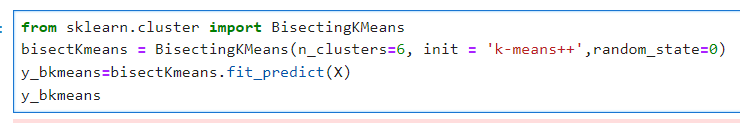 from sklearn.cluster import BisectingKMeans
bisectKmeans = BisectingKMeans(n_clusters=6, init = 'k-means++',random_state=0)
y_bkmeans=bisectKmeans.fit_predict(X)
y_bkmeans